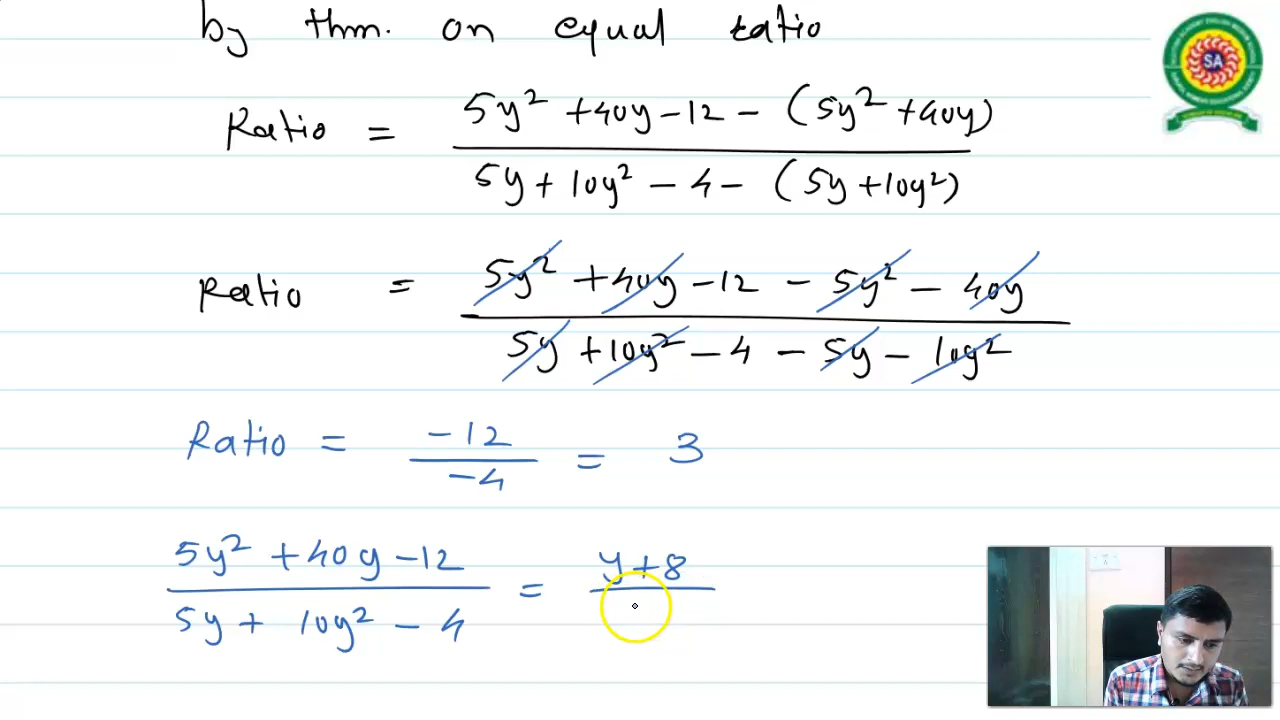 by thm. on equal ratio
Ratio = 5y² + 40y - 12 - (5y² + 40y)
5y + 10y² - 4 - (5y + 10y²)
Ratio = 5y² + 40y - 12 - 5y² - 40y
5y + 10y² - 4 - 5y - 10y²
Ratio = -12 / -4 = 3
5y² + 40y - 12 = y + 8
5y + 10y² - 4
SA